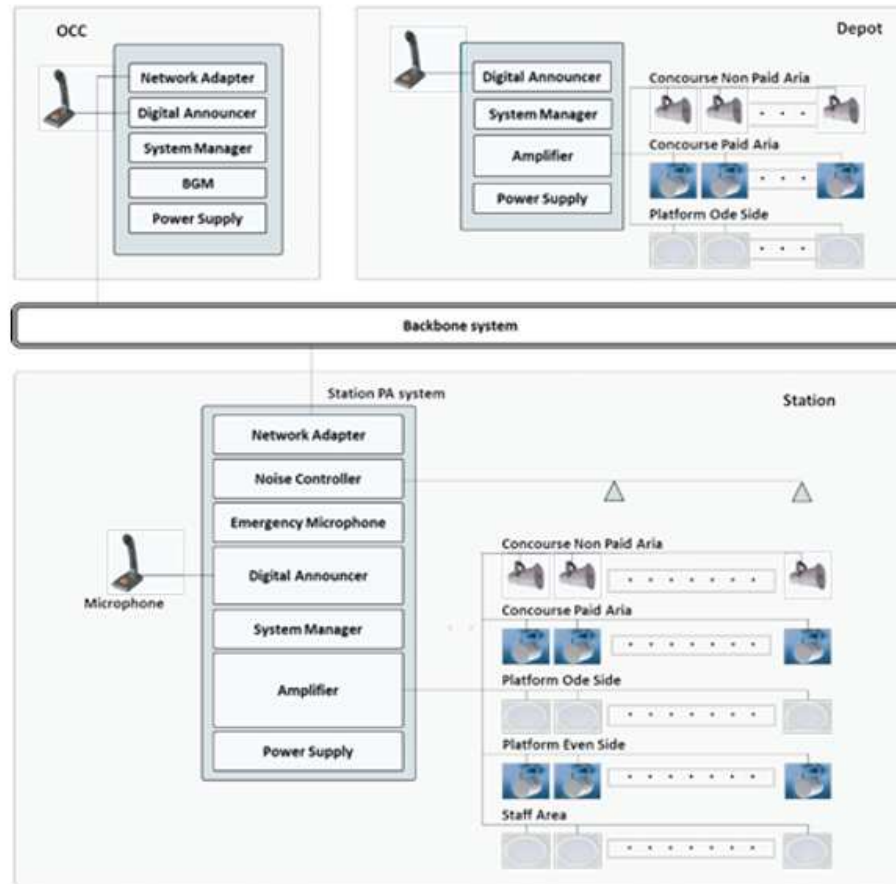 OCC
Network Adapter
Digital Announcer
System Manager
BGM
Power Supply
Depot
Digital Announcer
System Manager
Amplifier
Power Supply
Concourse Non Paid Aria
Concourse Paid Aria
Platform Ode Side
Backbone system
Station PA system
Station
Network Adapter
Noise Controller
Emergency Microphone
Digital Announcer
System Manager
Amplifier
Power Supply
Microphone
Concourse Non Paid Aria
Concourse Paid Aria
Platform Ode Side
Platform Even Side
Staff Area